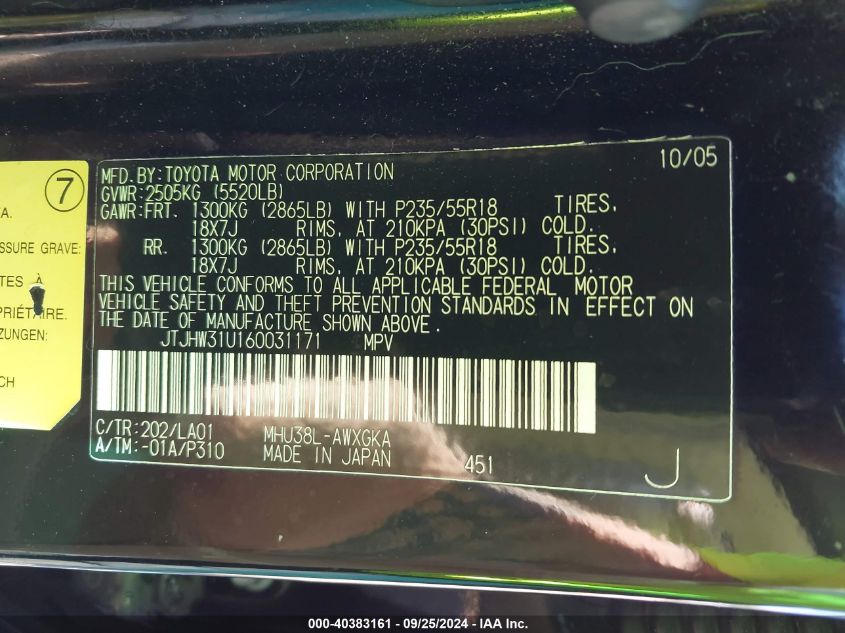 7
TA.
SSURE GRAVE:
TES À
PRIÉTAIRE.
ZUNGEN:
CH
MFD.BY:TOYOTA MOTOR CORPORATION 10/05
GVWR:2505KG (5520LB)
GAWR:FRT. 1300KG (2865LB) WITH P235/55R18 TIRES,
18X7J RIMS, AT 210KPA (30PSI) COLD.
RR. 1300KG (2865LB) WITH P235/55R18 TIRES,
18X7J RIMS, AT 210KPA (30PSI) COLD.
THIS VEHICLE CONFORMS TO ALL APPLICABLE FEDERAL MOTOR
VEHICLE SAFETY AND THEFT PREVENTION STANDARDS IN EFFECT ON
THE DATE OF MANUFACTURE SHOWN ABOVE.
JTJHW31U160031171 MPV
C/TR:202/LA01 MHU38L-AWXGKA
A/TM:-01A/P310 MADE IN JAPAN 451 J
000-40383161 - 09/25/2024 - IAA Inc.